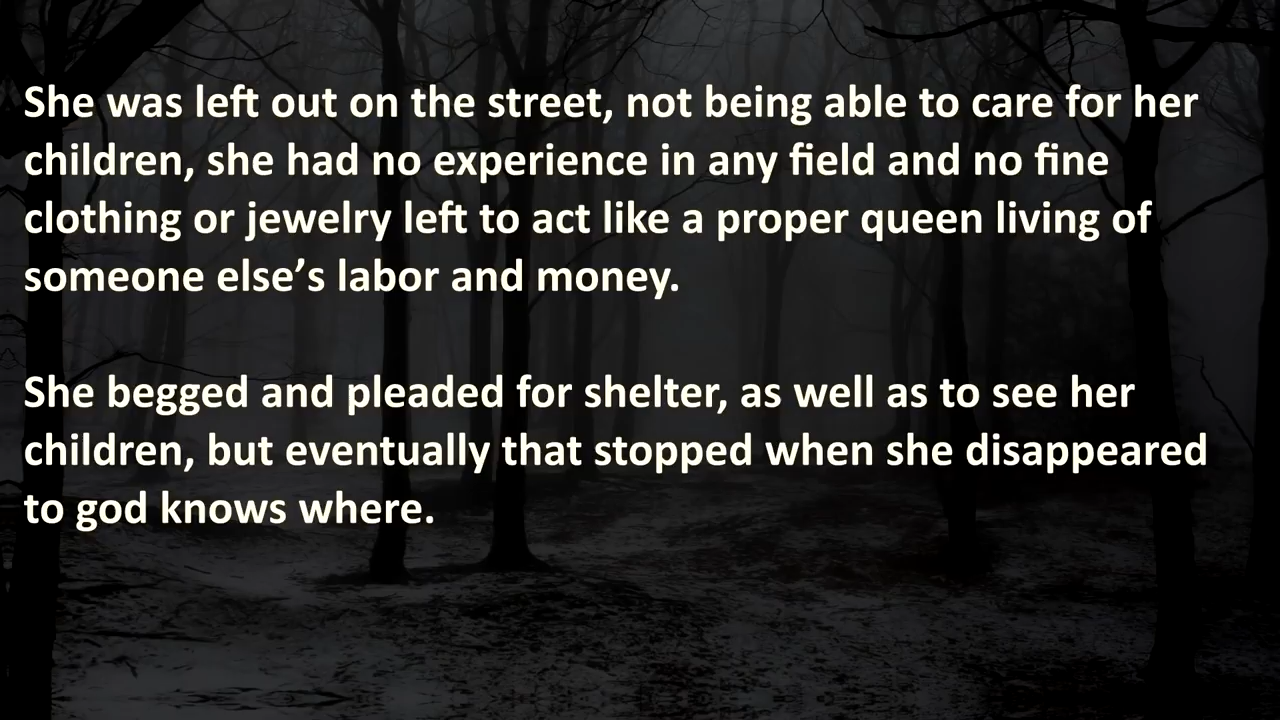 She was left out on the street, not being able to care for her
children, she had no experience in any field and no fine
clothing or jewelry left to act like a proper queen living of
someone else’s labor and money.
She begged and pleaded for shelter, as well as to see her
children, but eventually that stopped when she disappeared
to god knows where.